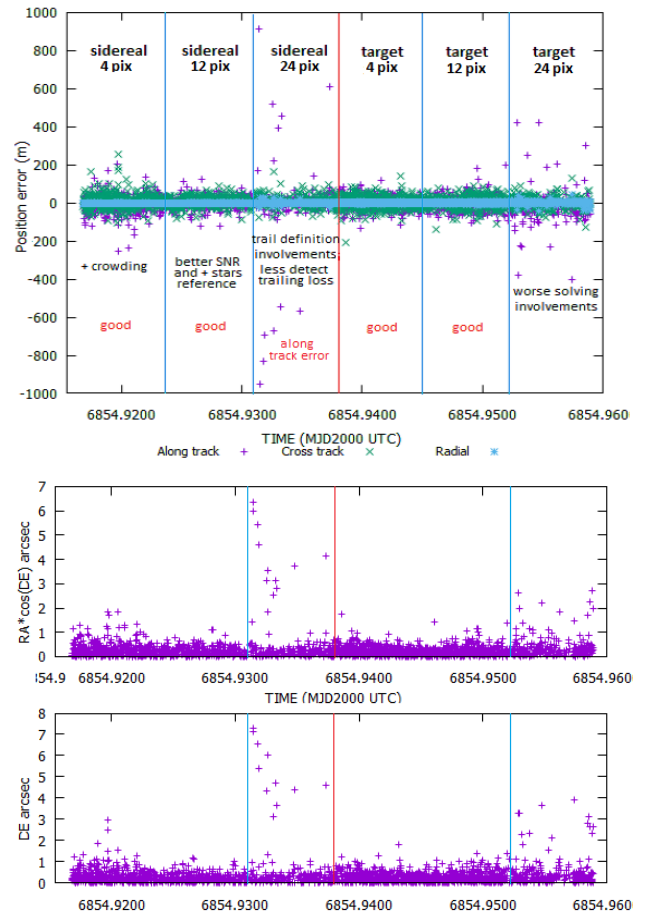 1000
800
600
400
200
0
200
-400
-600
-800
-1000
Position error (m)
sidereal sidereal sidereal target target target
4 pix 12 pix 24 pix 4 pix 12 pix 24 pix
+ crowding
better SNR
and + stars
reference
trail definition
involvements
less detect
trailing loss
worse solving
involvements
good good along
track error
good good
6854.9200 6854.9300 6854.9400 6854.9500 6854.960
TIME (MJD2000 UTC)
Along track + Cross track × Radial
7
6
5
4
3
2
1
0
RA*cos(DE) arcsec
i54.9 6854.9200 6854.9300 6854.9400 6854.9500 6854.960
TIME (MJD2000 UTC)
8
7
6
5
4
3
2
1
0
DE arcsec
6854.9200 6854.9300 6854.9400 6854.9500 6854.960